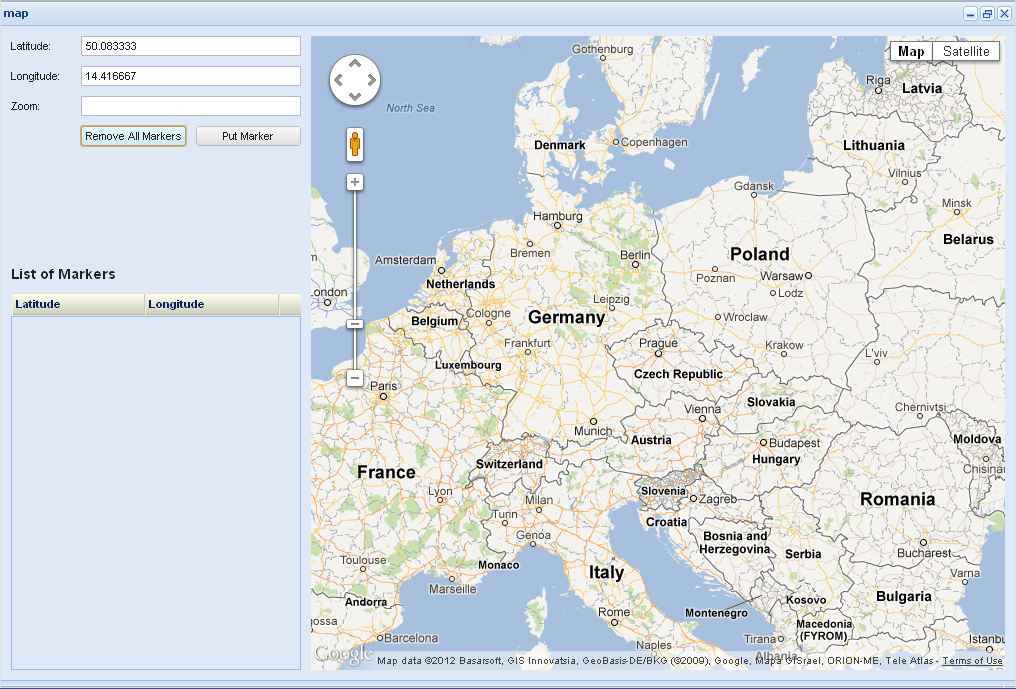 map
Latitude:
50.083333
Longitude:
14.416667
Zoom:
Remove All Markers
Put Marker
List of Markers
Latitude
Longitude
Map
Satellite
Gothenburg
North Sea
Riga
Latvia
Denmark
Copenhagen
Lithuania
Vilnius
Gdansk
Minsk
Hamburg
Belarus
Bremen
Berlin
Poland
Amsterdam
Poznan
Warsaw
Netherlands
London
Lodz
Leipzig
Cologne
Germany
Wroclaw
Belgium
Frankfurt
Prague
Krakow
L'viv
Luxembourg
Czech Republic
Paris
Slovakia
Vienna
Chernivtsi
Munich
Austria
Budapest
Moldova
Hungary
Switzerland
Chisinau
France
Slovenia
Lyon
Milan
Zagreb
Romania
Turin
Croatia
Genoa
Bosnia and
Herzegovina
Serbia
Bucharest
Toulouse
Monaco
Italy
Varna
Marseille
Andorra
Kosovo
Bulgaria
Rome
Montenegro
gossa
Macedonia
(FYROM)
Barcelona
Tirana
Istanbu
Naples
Albania
Google
Map data ©2012 Basarsoft, GIS Innovatsia, GeoBasis-DE/BKG (©2009), Google, Mapa GISrael, ORION-ME, Tele Atlas - Terms of Use